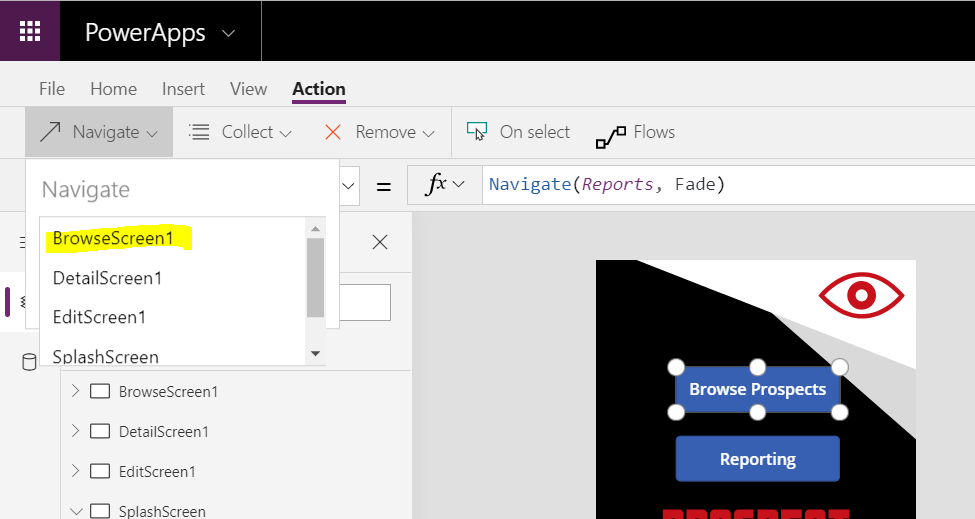 PowerApps
File Home Insert View Action
Navigate Collect Remove On select Flows
Navigate
= fx Navigate(Reports, Fade)
BrowseScreen1
DetailScreen1
EditScreen1
SplashScreen
BrowseScreen1
DetailScreen1
EditScreen1
SplashScreen
Browse Prospects
Reporting
PROSPECT